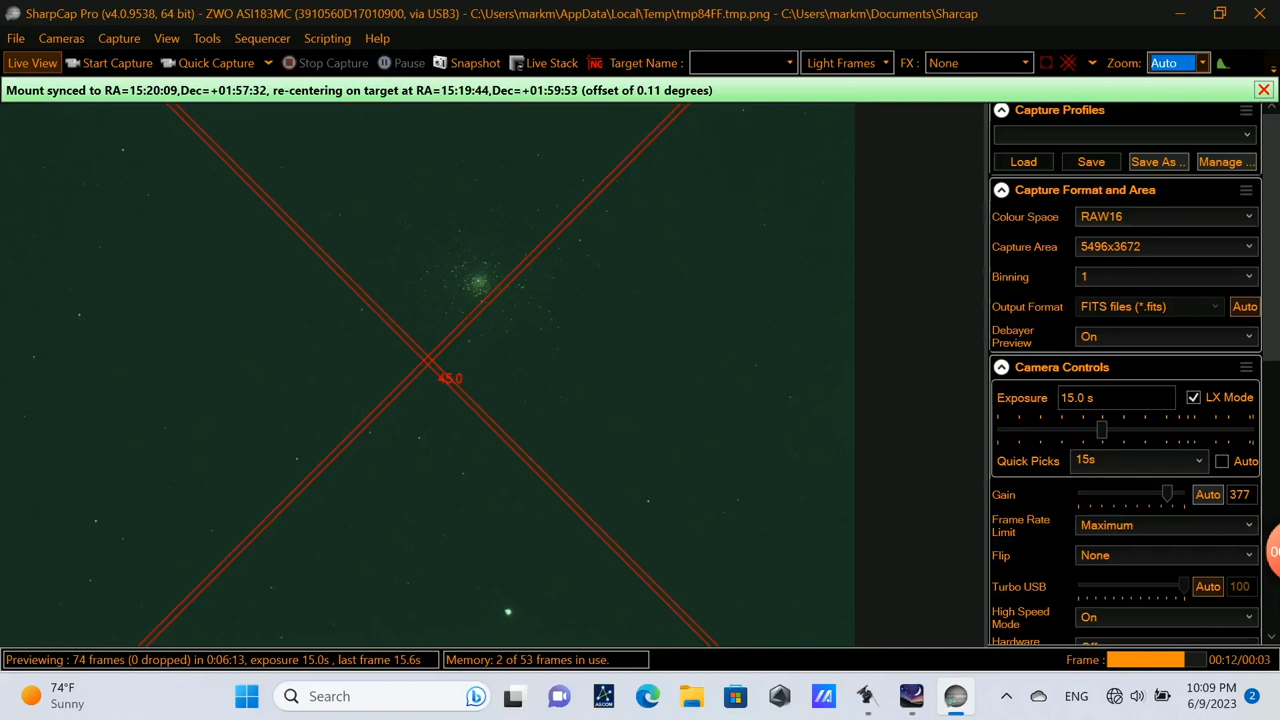 SharpCap Pro (v4.0.9538, 64 bit) - ZWO ASI183MC (3910560D17010900, via USB3) - C:\Users\markm\AppData\Local\Temp\tmp84FF.tmp.png - C:\Users\markm\Documents\Sharcap
File Cameras Capture View Tools Sequencer Scripting Help
Live View Start Capture Quick Capture Stop Capture Pause Snapshot Live Stack NG Target Name : Light Frames FX : None Zoom: Auto
Mount synced to RA=15:20:09,Dec=+01:57:32, re-centering on target at RA=15:19:44,Dec=+01:59:53 (offset of 0.11 degrees)
45.0
Capture Profiles
Load Save Save As .. Manage ...
Capture Format and Area
Colour Space RAW16
Capture Area 5496x3672
Binning 1
Output Format FITS files (*.fits) Auto
Debayer
Preview On
Camera Controls
Exposure 15.0 s LX Mode
Quick Picks 15s Auto
Gain Auto 377
Frame Rate
Limit Maximum
Flip None
Turbo USB Auto 100
High Speed
Mode On
Hardware
Previewing : 74 frames (0 dropped) in 0:06:13, exposure 15.0s , last frame 15.6s Memory: 2 of 53 frames in use. Frame : 00:12/00:03
74°F
Sunny
Search
ASCOM
ENG
10:09 PM
6/9/2023
2